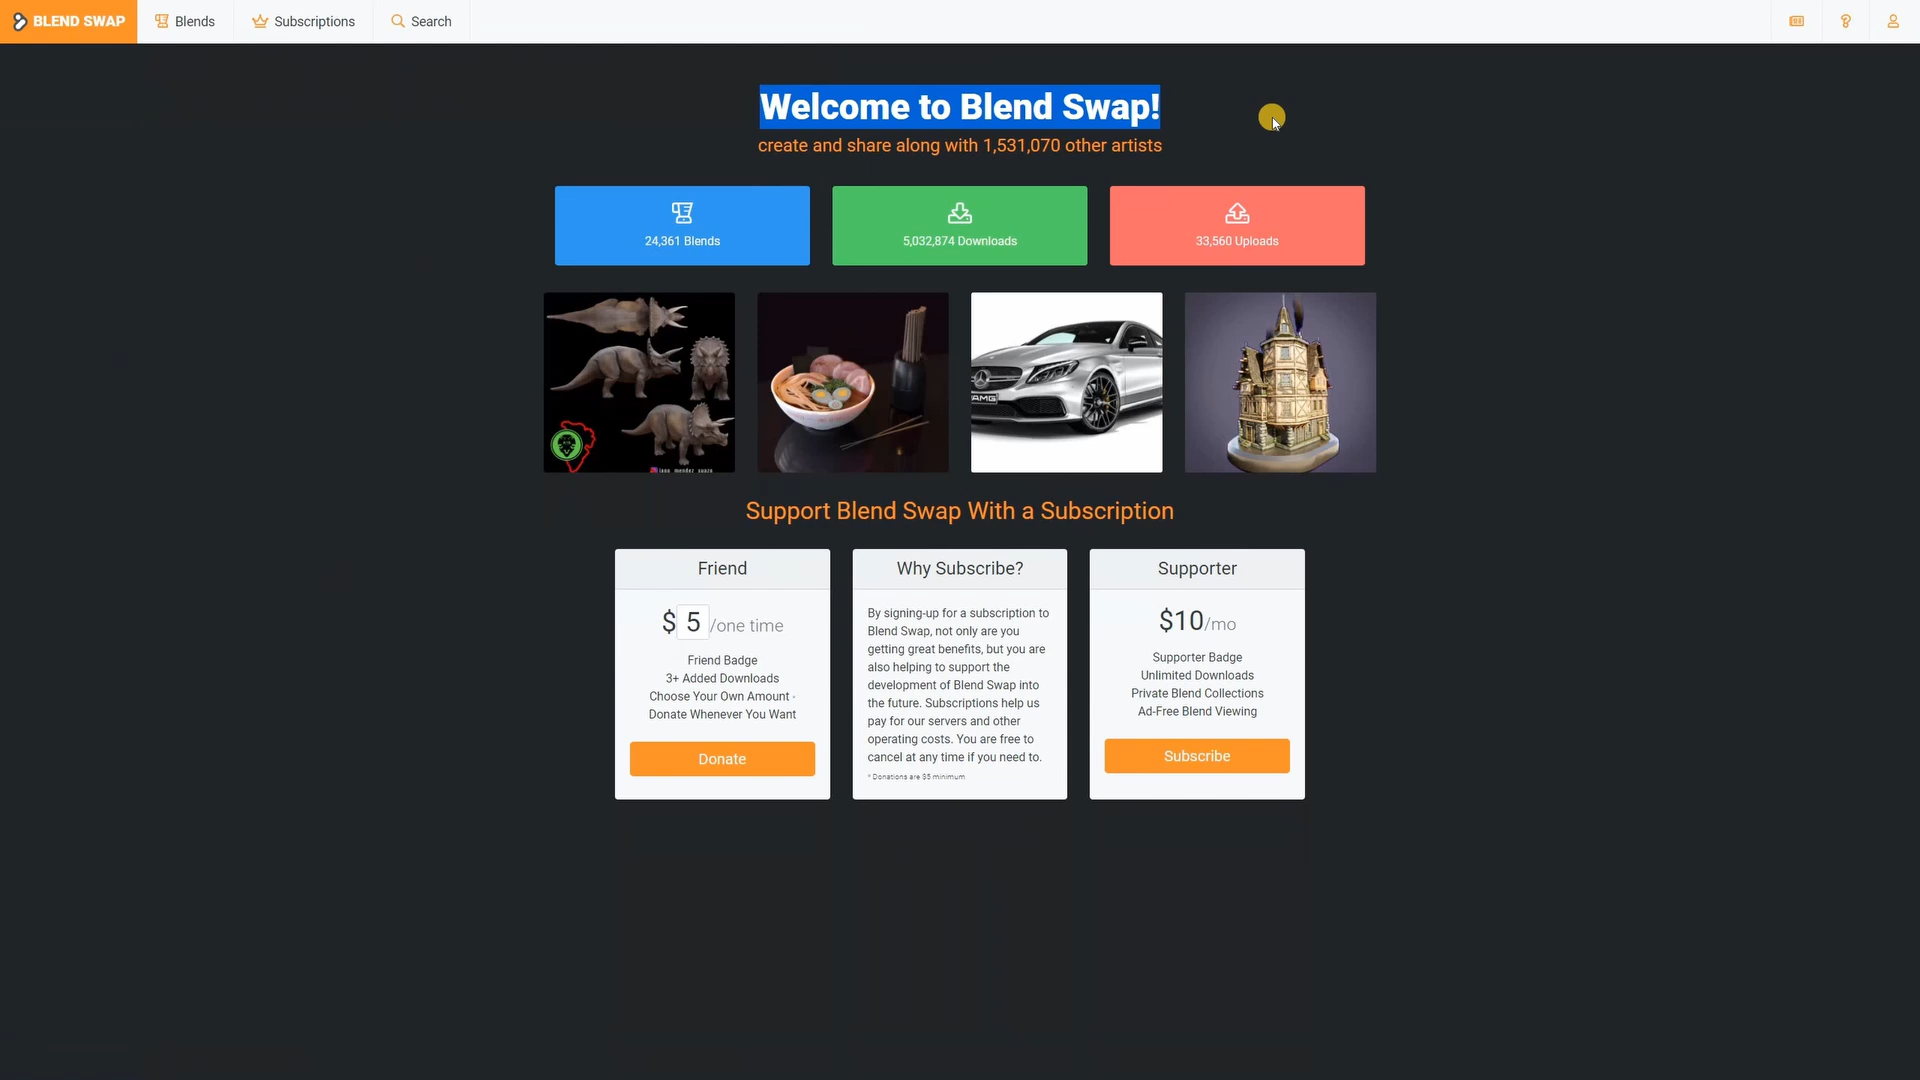 BLEND SWAP
Blends
Subscriptions
Search
Welcome to Blend Swap!
create and share along with 1,531,070 other artists
24,361 Blends
5,032,874 Downloads
33,560 Uploads
AMG
Support Blend Swap With a Subscription
Friend
$ 5 /one time
Friend Badge
3+ Added Downloads
Choose Your Own Amount *
Donate Whenever You Want
Donate
Why Subscribe?
By signing-up for a subscription to
Blend Swap, not only are you
getting great benefits, but you are
also helping to support the
development of Blend Swap into
the future. Subscriptions help us
pay for our servers and other
operating costs. You are free to
cancel at any time if you need to.
* Donations are $5 minimum
Supporter
$10/mo
Supporter Badge
Unlimited Downloads
Private Blend Collections
Ad-Free Blend Viewing
Subscribe